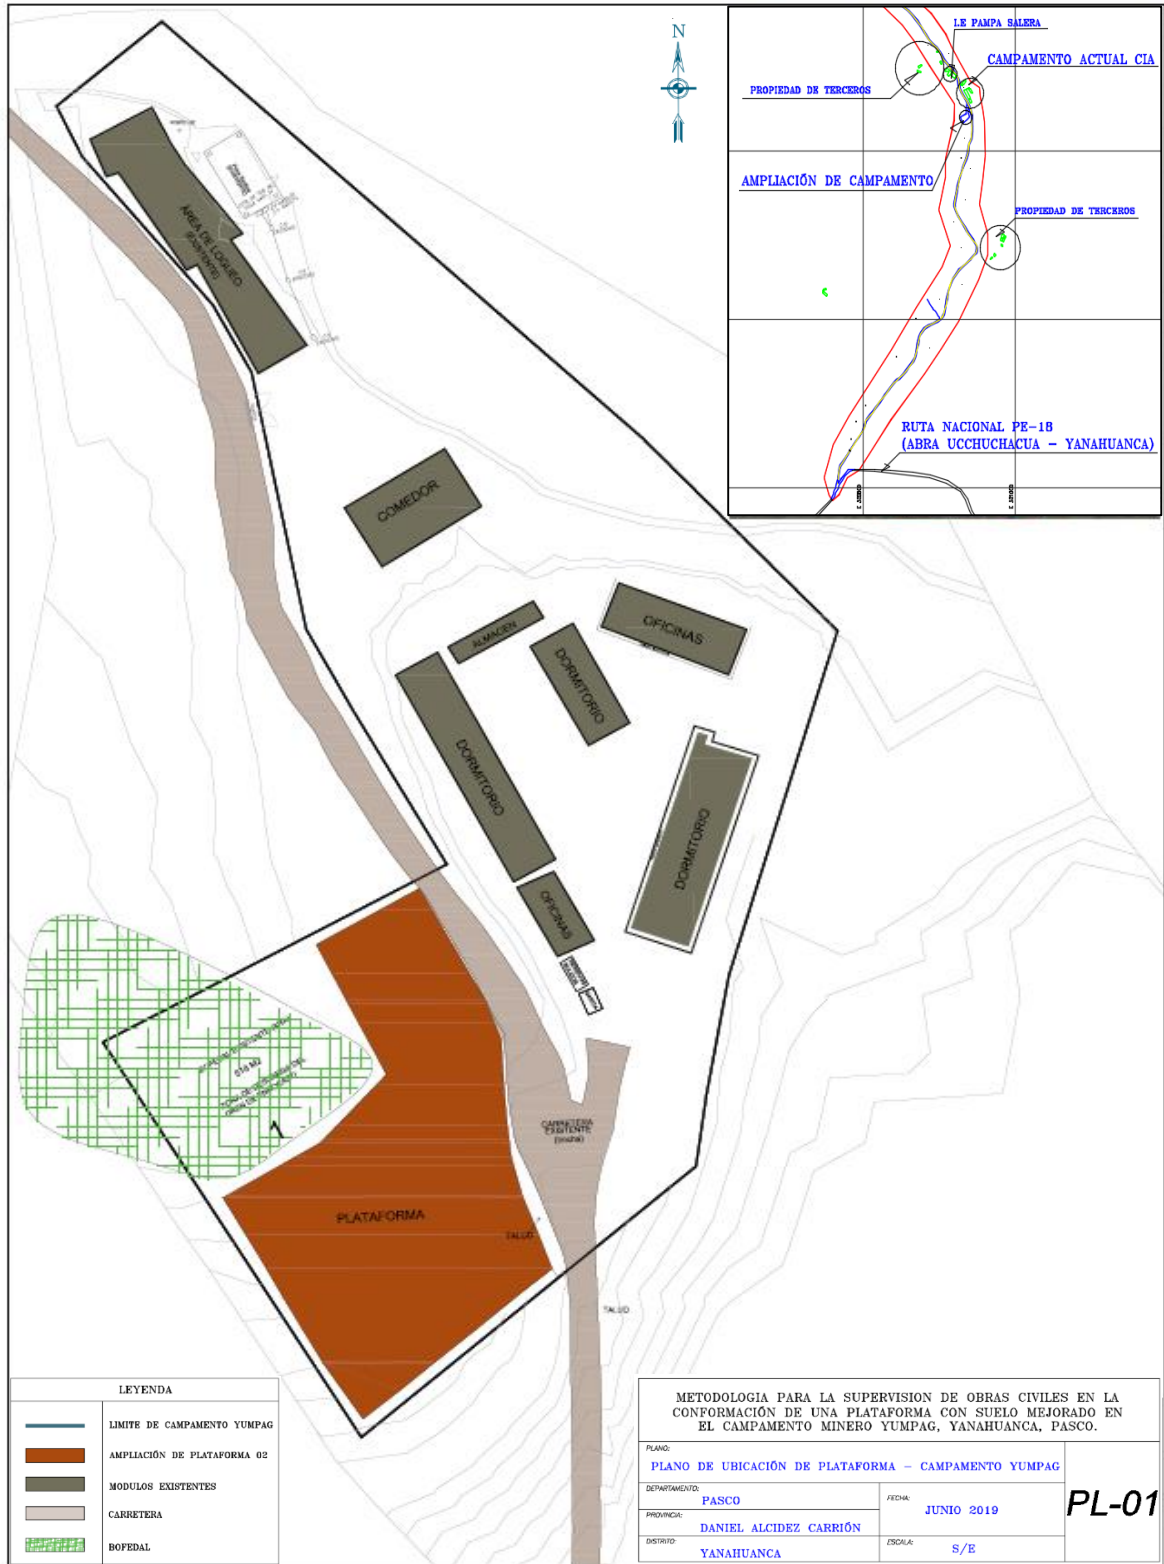 N
I.E PAMPA SALERA
CAMPAMENTO ACTUAL CIA
PROPIEDAD DE TERCEROS
AMPLIACIÓN DE CAMPAMENTO
PROPIEDAD DE TERCEROS
RUTA NACIONAL PE-18
(ABRA UCCHUCHACUA - YANAHUANCA)
AREA DE LOGUEO
(EXISTENTE)
COMEDOR
ALMACEN
OFICINAS
DORMITORIO
DORMITORIO
DORMITORIO
OFICINAS
1
CARRETERA
EXISTENTE
PLATAFORMA
TALUD
TALUD
LEYENDA
LIMITE DE CAMPAMENTO YUMPAG
AMPLIACIÓN DE PLATAFORMA 02
MODULOS EXISTENTES
CARRETERA
BOFEDAL
METODOLOGIA PARA LA SUPERVISION DE OBRAS CIVILES EN LA
CONFORMACIÓN DE UNA PLATAFORMA CON SUELO MEJORADO EN
EL CAMPAMENTO MINERO YUMPAG, YANAHUANCA, PASCO.
PLANO:
PLANO DE UBICACIÓN DE PLATAFORMA - CAMPAMENTO YUMPAG
DEPARTAMENTO:
PASCO
PROVINCIA:
DANIEL ALCIDEZ CARRIÓN
DISTRITO:
YANAHUANCA
FECHA:
JUNIO 2019
ESCALA:
S/E
PL-01